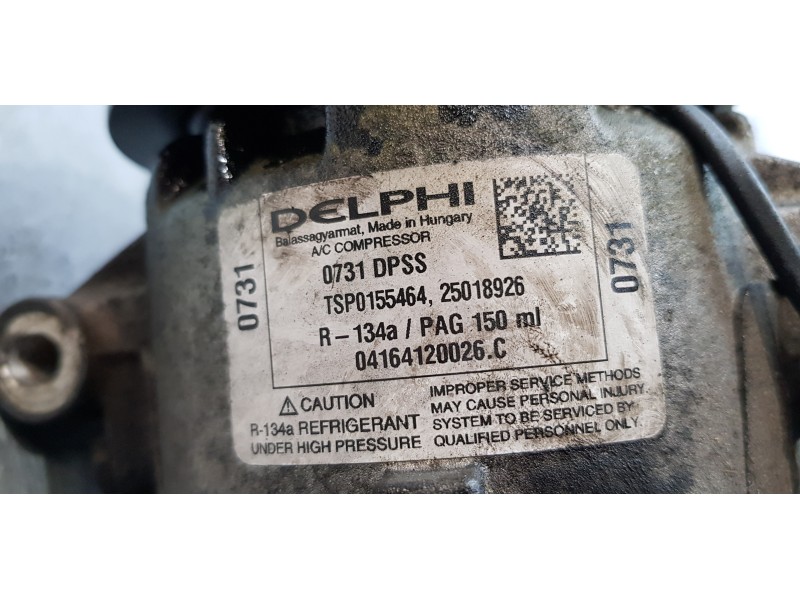 DELPHI
Balassagyarmat, Made in Hungary
A/C COMPRESSOR
0731 DPSS
TSP0155464, 25018926
R-134a / PAG 150 ml
04164120026.C
0731
0731
CAUTION
R-134a REFRIGERANT
UNDER HIGH PRESSURE
IMPROPER SERVICE METHODS
MAY CAUSE PERSONAL INJURY.
SYSTEM TO BE SERVICED BY
QUALIFIED PERSONNEL ONLY.